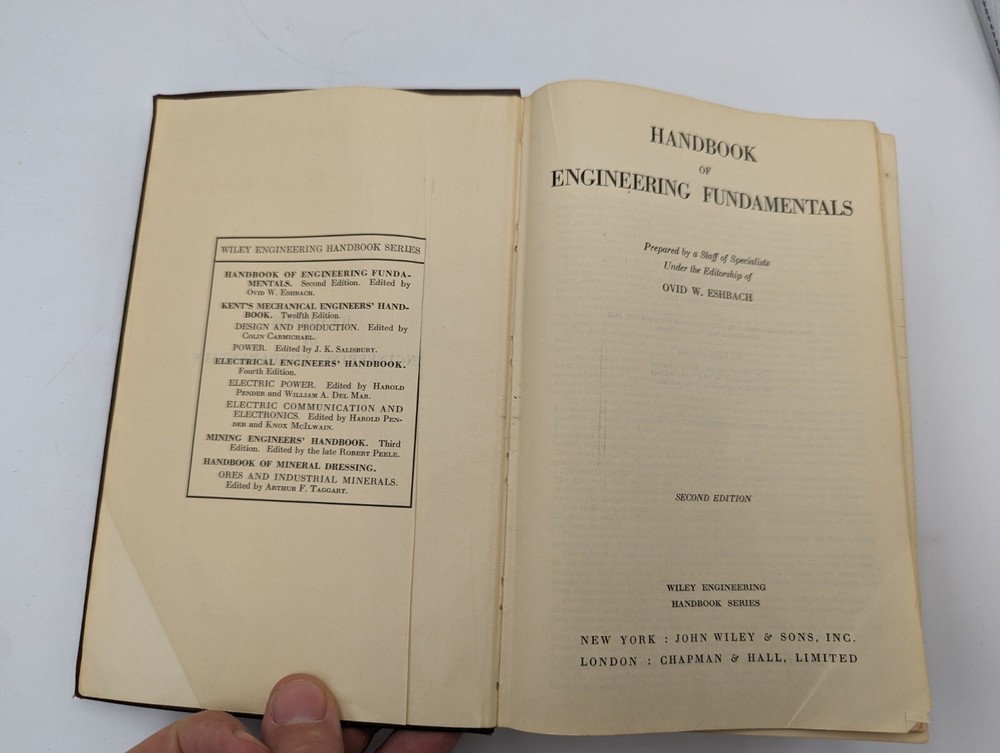 WILEY ENGINEERING HANDBOOK SERIES
HANDBOOK OF ENGINEERING FUNDA-
MENTALS. Second Edition. Edited by
OVID W. ESHBACH.
KENT'S MECHANICAL ENGINEERS' HAND-
BOOK. Twelfth Edition.
DESIGN AND PRODUCTION. Edited by
COLIN CARMICHAEL.
POWER. Edited by J. K. SALISBURY.
ELECTRICAL ENGINEERS' HANDBOOK.
Fourth Edition.
ELECTRIC POWER. Edited by HAROLD
PENDER and WILLIAM A. DEL MAR.
ELECTRIC COMMUNICATION AND
ELECTRONICS. Edited by HAROLD PEN-
DER and KNOX MCILWAIN.
MINING ENGINEERS' HANDBOOK. Third
Edition. Edited by the late ROBERT PEELE.
HANDBOOK OF MINERAL DRESSING.
ORES AND INDUSTRIAL MINERALS.
Edited by ARTHUR F. TAGGART.
HANDBOOK
OF
ENGINEERING FUNDAMENTALS
Prepared by a Staff of Specialists
Under the Editorship of
OVID W. ESHBACH
SECOND EDITION
WILEY ENGINEERING
HANDBOOK SERIES
NEW YORK : JOHN WILEY & SONS, INC.
LONDON : CHAPMAN & HALL, LIMITED